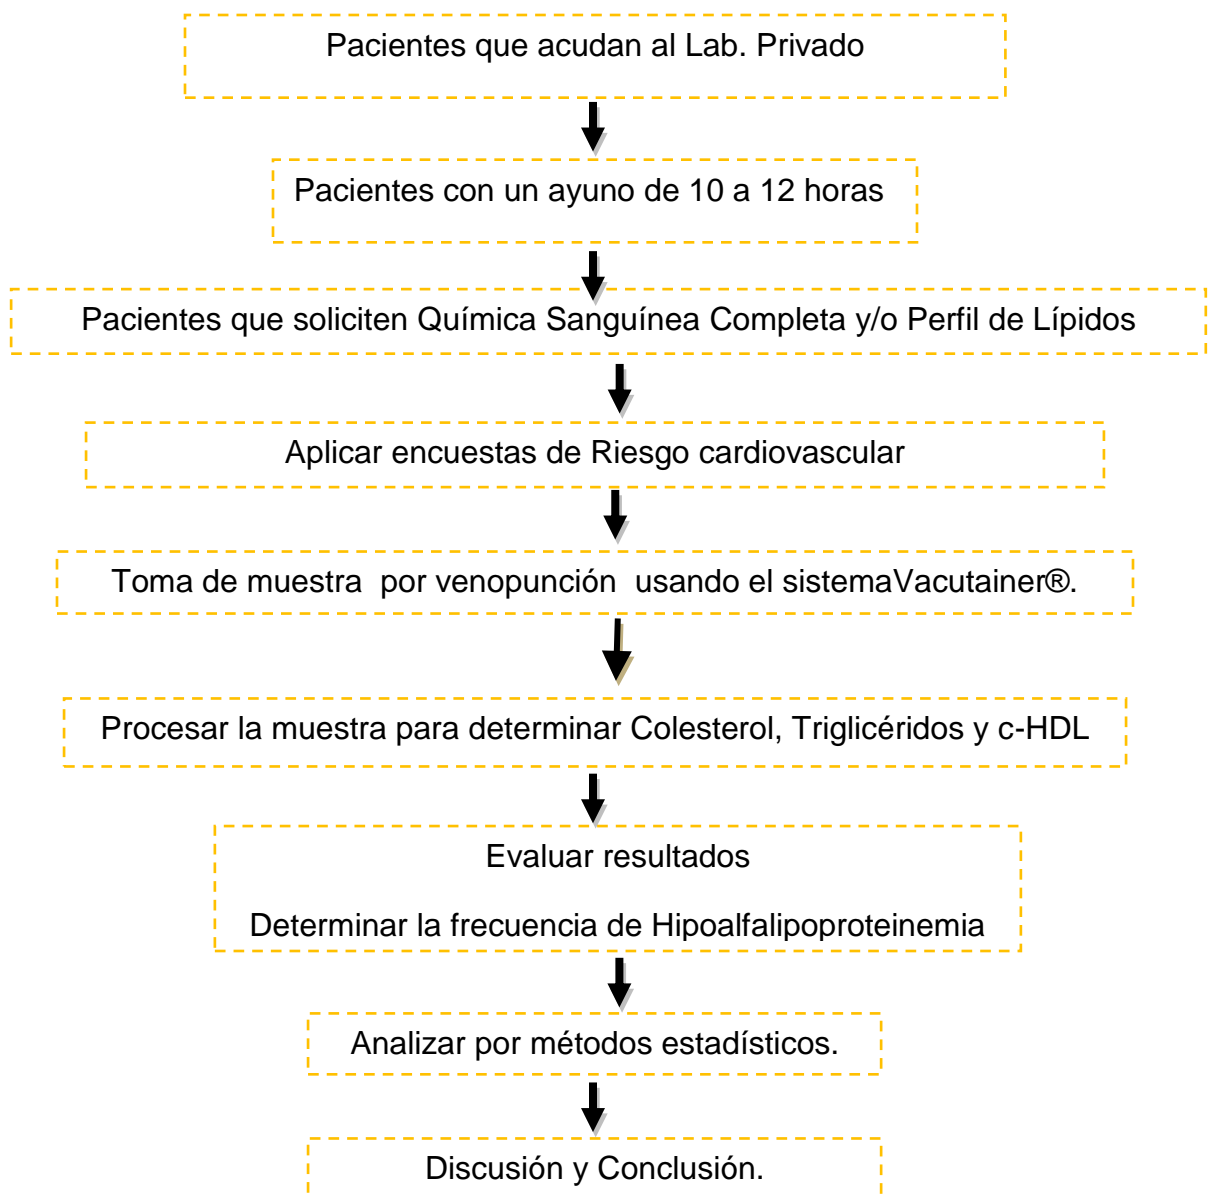 Pacientes que acudan al Lab. Privado
Pacientes con un ayuno de 10 a 12 horas
Pacientes que soliciten Química Sanguínea Completa y/o Perfil de Lípidos
Aplicar encuestas de Riesgo cardiovascular
Toma de muestra  por venopunción  usando el sistemaVacutainer®.
Procesar la muestra para determinar Colesterol, Triglicéridos y c-HDL
Evaluar resultados
Determinar la frecuencia de Hipoalfalipoproteinemia
Analizar por métodos estadísticos.
Discusión y Conclusión.